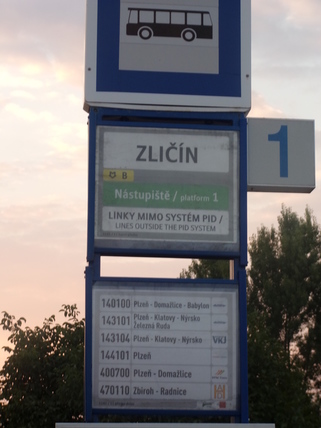 ZLIČÍN
B
Nástupiště / platform 1
LINKY MIMO SYSTÉM PID /
LINES OUTSIDE THE PID SYSTEM
1
140100 Plzeň - Domažlice - Babylon
143101 Plzeň - Klatovy - Nýrsko
Železná Ruda
143104 Plzeň - Klatovy - Nýrsko VKJ
144101 Plzeň
400700 Plzeň - Domažlice
470110 Zbiroh - Radnice